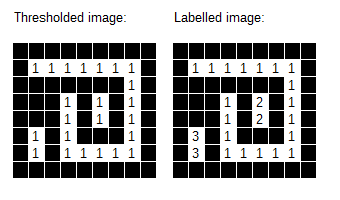 Thresholded image: Labelled image:
1 1 1 1 1 1 1 1 1 1 1 1 1 1
1 1
1 1 1 1 2 1
1 1 1 1 2 1
1 1 1 3 1 1
1 1 1 1 1 1 3 1 1 1 1 1